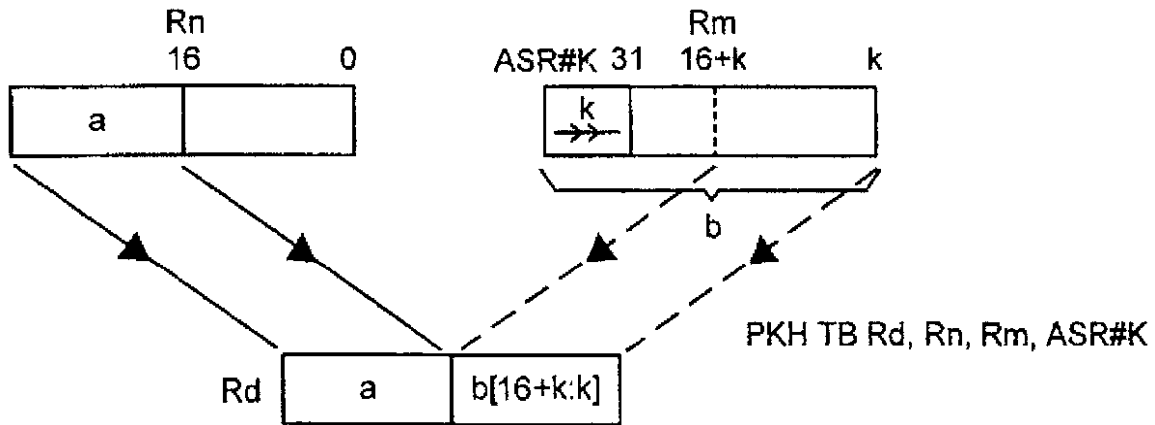 Rn
Rm
16 0
ASR#K 31 16+k k
a
k
b
PKH TB Rd, Rn, Rm, ASR#K
Rd a b[16+k:k]